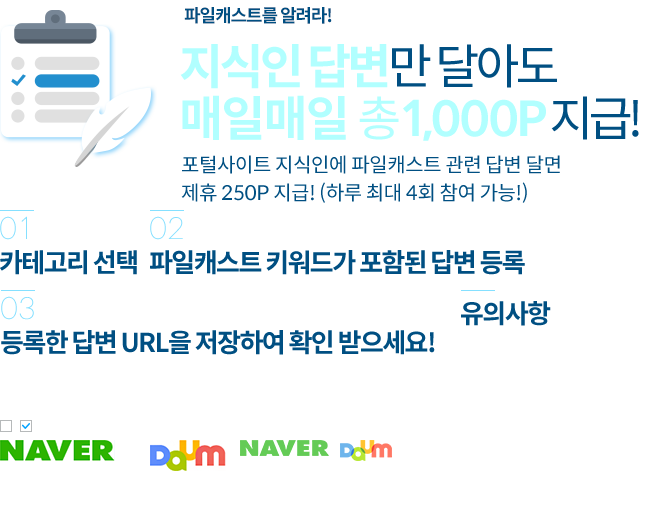 파일캐스트를 알려라!
지식인 답변만 달아도
매일매일 총1,000P 지급!
포털사이트 지식인에 파일캐스트 관련 답변 달면
제휴 250P 지급! (하루 최대 4회 참여 가능!)
01
카테고리 선택
02
파일캐스트 키워드가 포함된 답변 등록
03
등록한 답변 URL을 저장하여 확인 받으세요!
유의사항
NAVER
Daum
NAVER
Daum